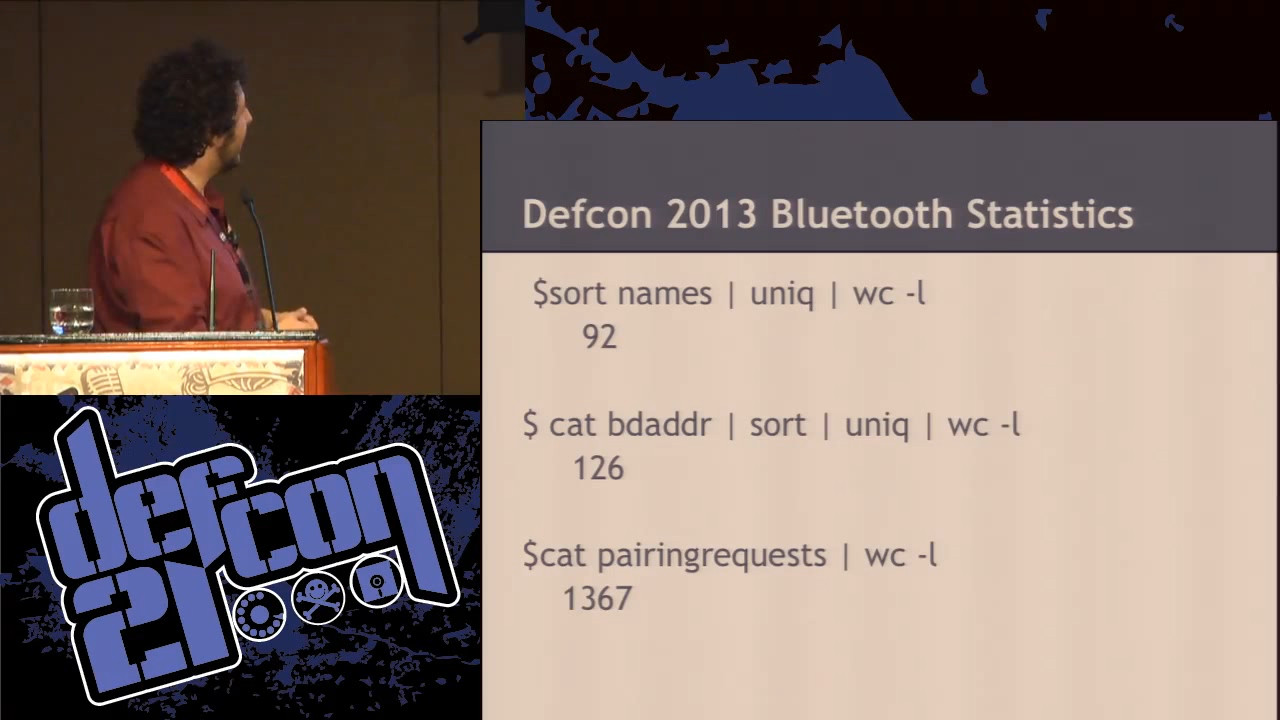 Defcon 2013 Bluetooth Statistics
$sort names | uniq | wc -l
92
$ cat bdaddr | sort | uniq | wc -l
126
$cat pairingrequests | wc -l
1367
defcon
21